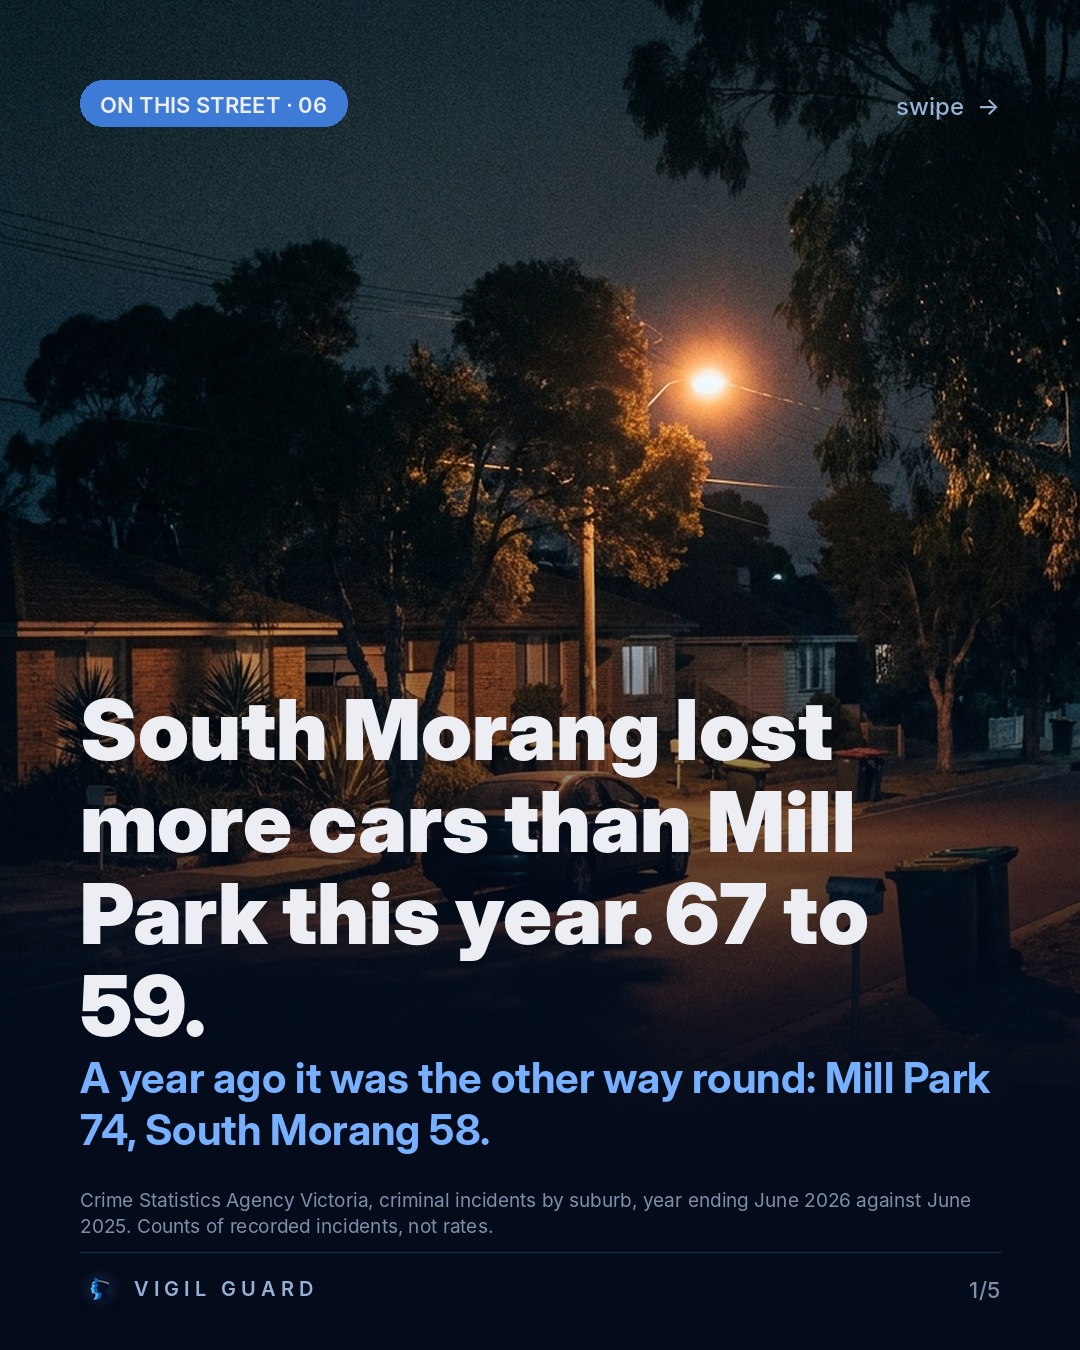 ON THIS STREET · 06
swipe →
South Morang lost
more cars than Mill
Park this year. 67 to
59.
A year ago it was the other way round: Mill Park
74, South Morang 58.
Crime Statistics Agency Victoria, criminal incidents by suburb, year ending June 2026 against June
2025. Counts of recorded incidents, not rates.
VIGIL GUARD
1/5